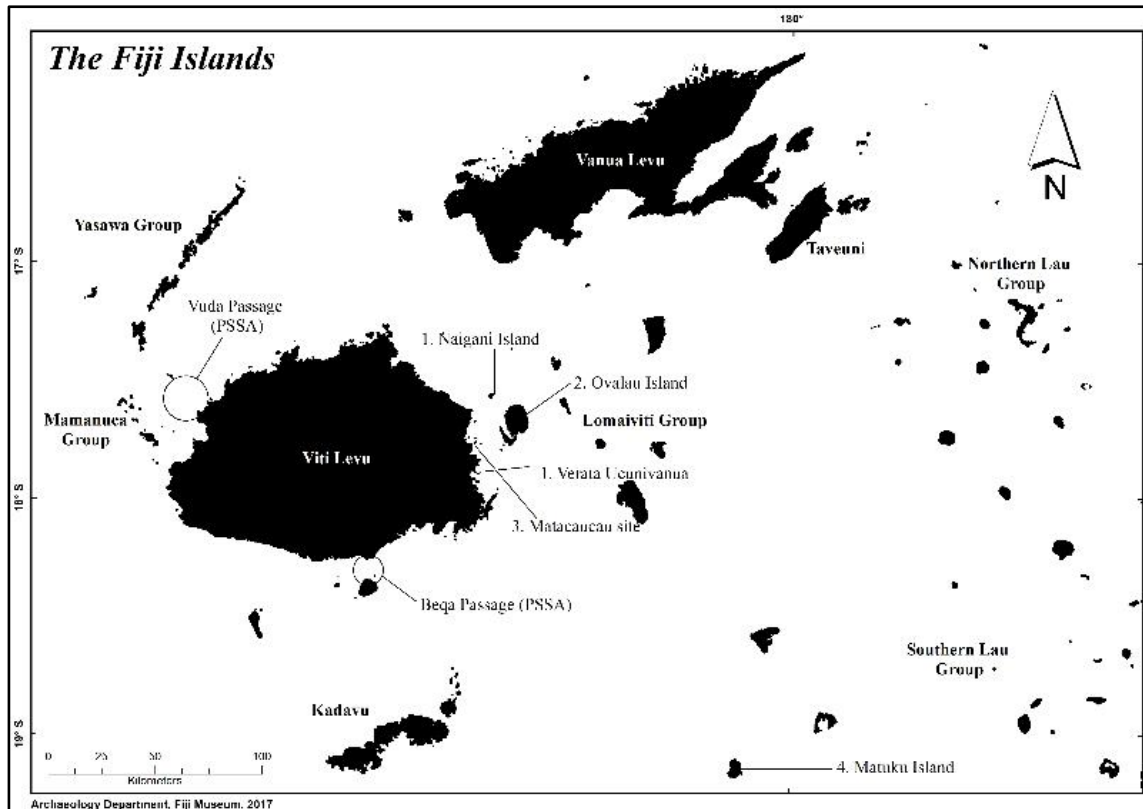 180°
The Fiji Islands
Vanua Levu
N
Yasawa Group
Taveuni
17° S
Northern Lau
Group
Vuda Passage
(PSSA)
1. Naigani Island
2. Ovalau Island
Mamanuca
Group
Lomaiviti Group
Viti Levu
1. Verata Ucunivanua
18° S
3. Matacaucau site
Beqa Passage (PSSA)
Southern Lau
Group
Kadavu
19° S
0 25 50 100
Kilometers
4. Matuku Island
Archaeology Department, Fiji Museum, 2017